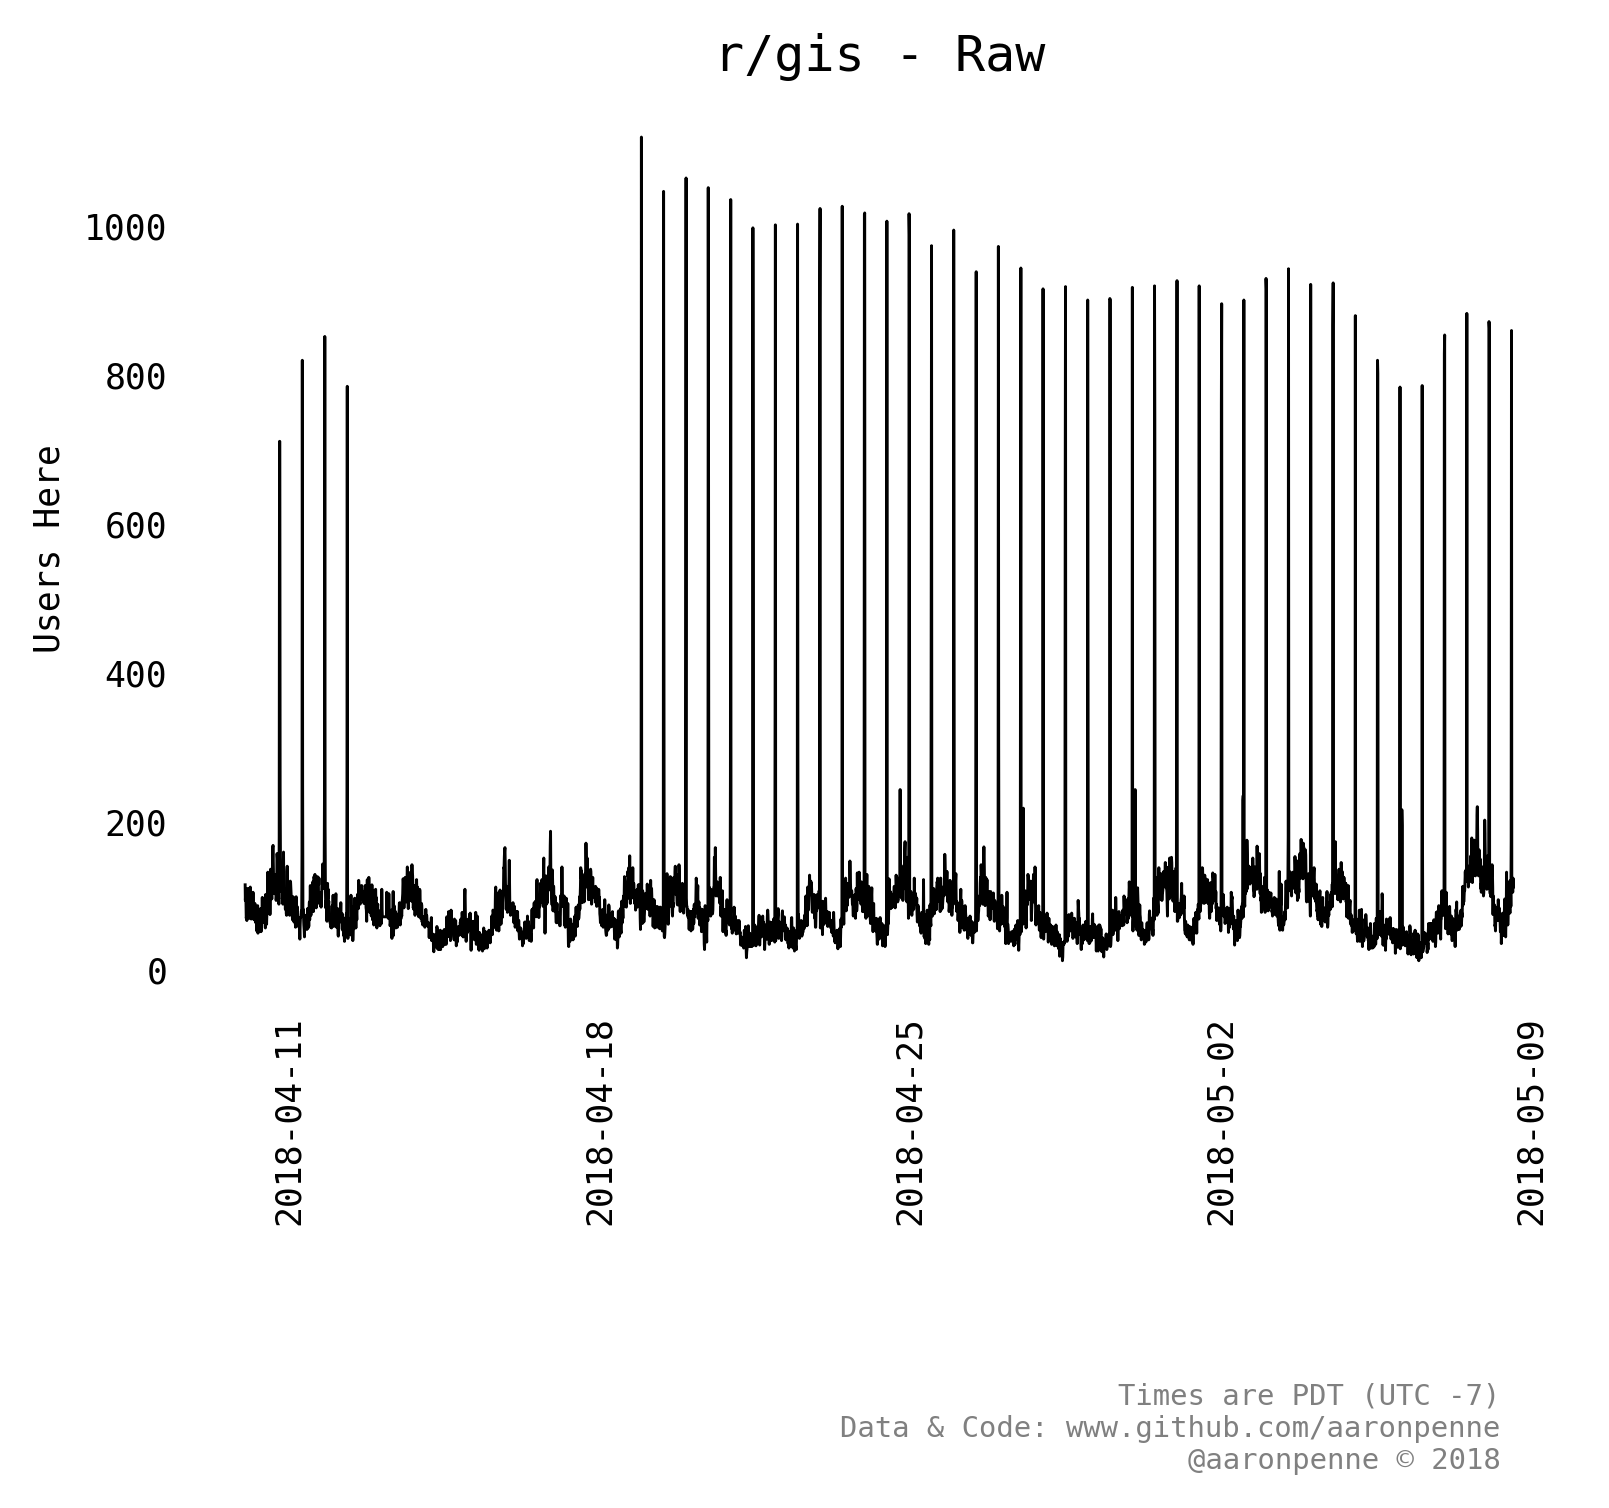 r/gis - Raw
1000
800
600
400
200
0
Users Here
2018-04-11
2018-04-18
2018-04-25
2018-05-02
2018-05-09
Times are PDT (UTC -7)
Data & Code: www.github.com/aaronpenne
@aaronpenne © 2018